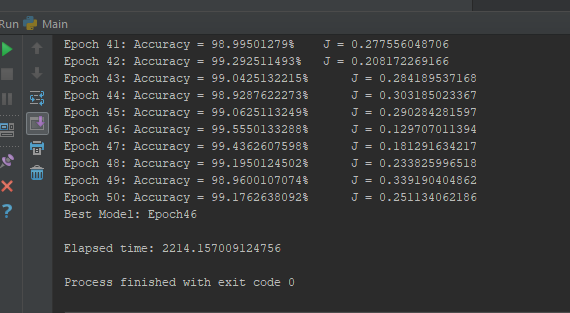 Run Main
Epoch 41: Accuracy = 98.99501279% J = 0.277556048706
Epoch 42: Accuracy = 99.292511493% J = 0.208172269166
Epoch 43: Accuracy = 99.0425132215% J = 0.284189537168
Epoch 44: Accuracy = 98.9287622273% J = 0.303185023367
Epoch 45: Accuracy = 99.0625113249% J = 0.290284281597
Epoch 46: Accuracy = 99.5550133288% J = 0.129707011394
Epoch 47: Accuracy = 99.4362607598% J = 0.181291634217
Epoch 48: Accuracy = 99.1950124502% J = 0.233825996518
Epoch 49: Accuracy = 98.9600107074% J = 0.339190404862
Epoch 50: Accuracy = 99.1762638092% J = 0.251134062186
Best Model: Epoch46
Elapsed time: 2214.157009124756
Process finished with exit code 0